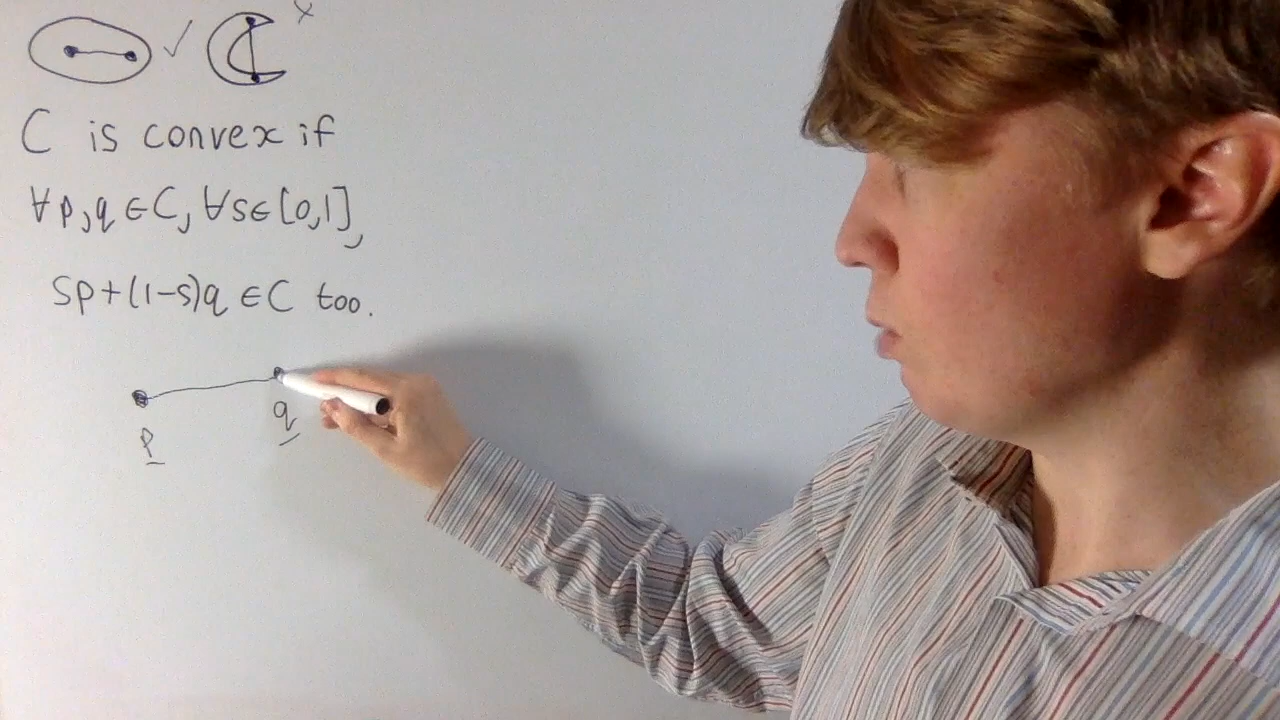 C is convex if
∀p,q∈C, ∀s∈[0,1],
sp+(1-s)q ∈C too.
p q